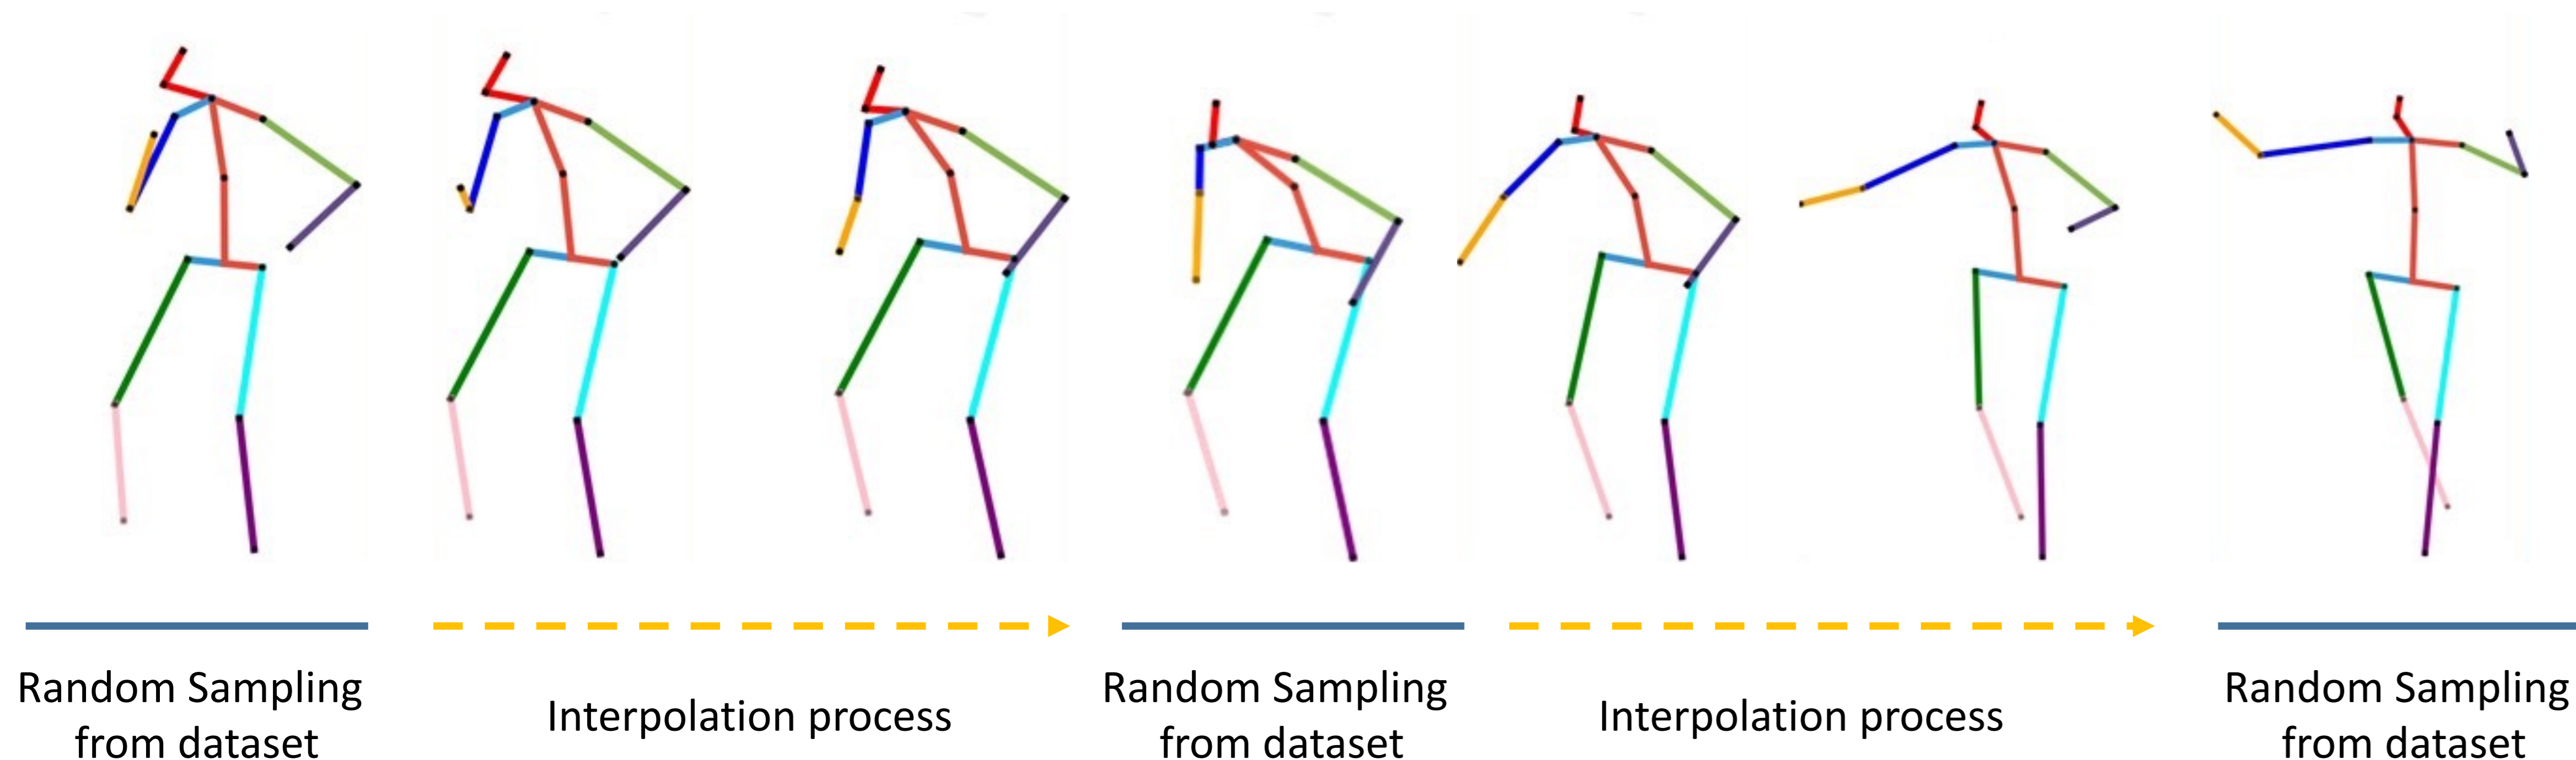 Random Sampling
from dataset
Interpolation process
Random Sampling
from dataset
Interpolation process
Random Sampling
from dataset